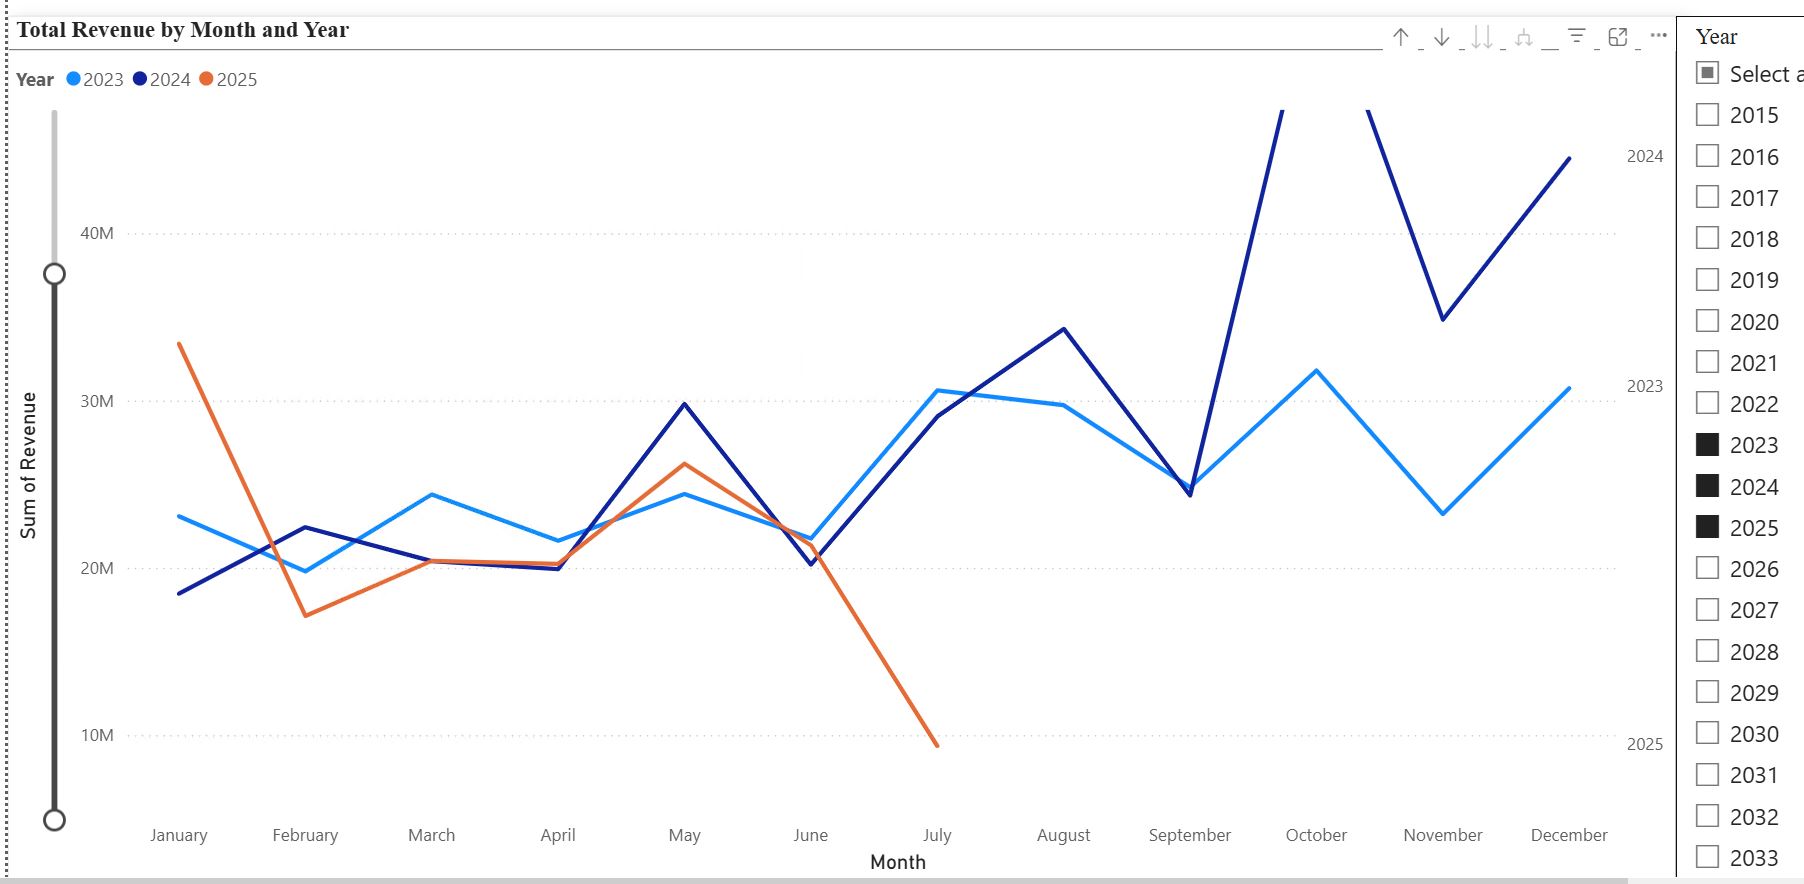 Total Revenue by Month and Year
Year 2023 2024 2025
Sum of Revenue
40M
30M
20M
10M
2024
2023
2025
January February March April May June July August September October November December
Month
Year
Select a
2015
2016
2017
2018
2019
2020
2021
2022
2023
2024
2025
2026
2027
2028
2029
2030
2031
2032
2033